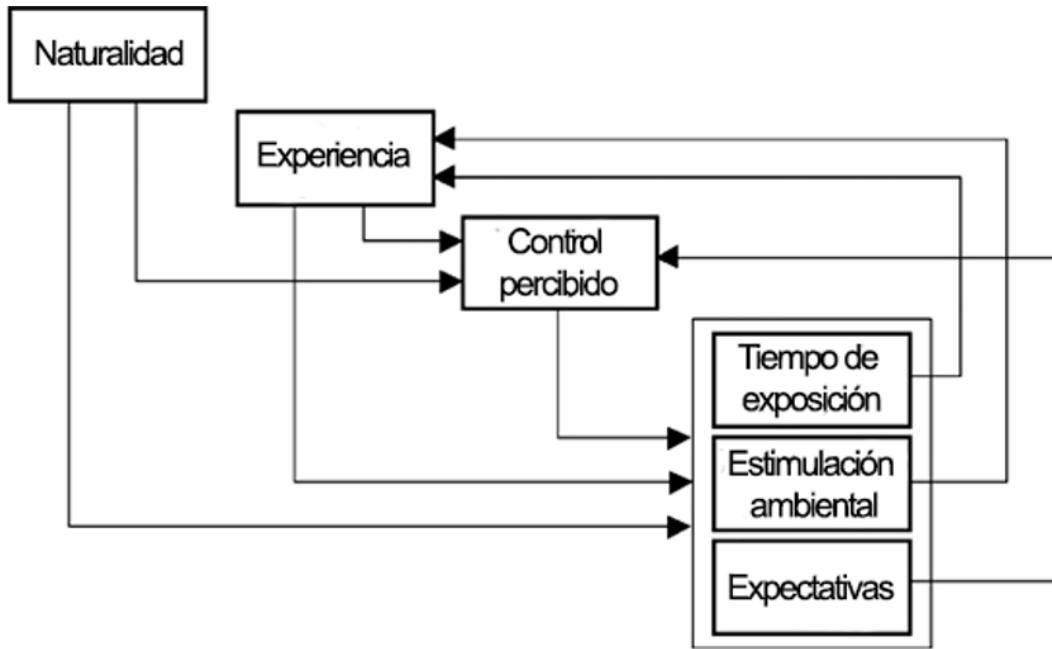 Naturalidad
Experiencia
Control
percibido
Tiempo de
exposición
Estimulación
ambiental
Expectativas